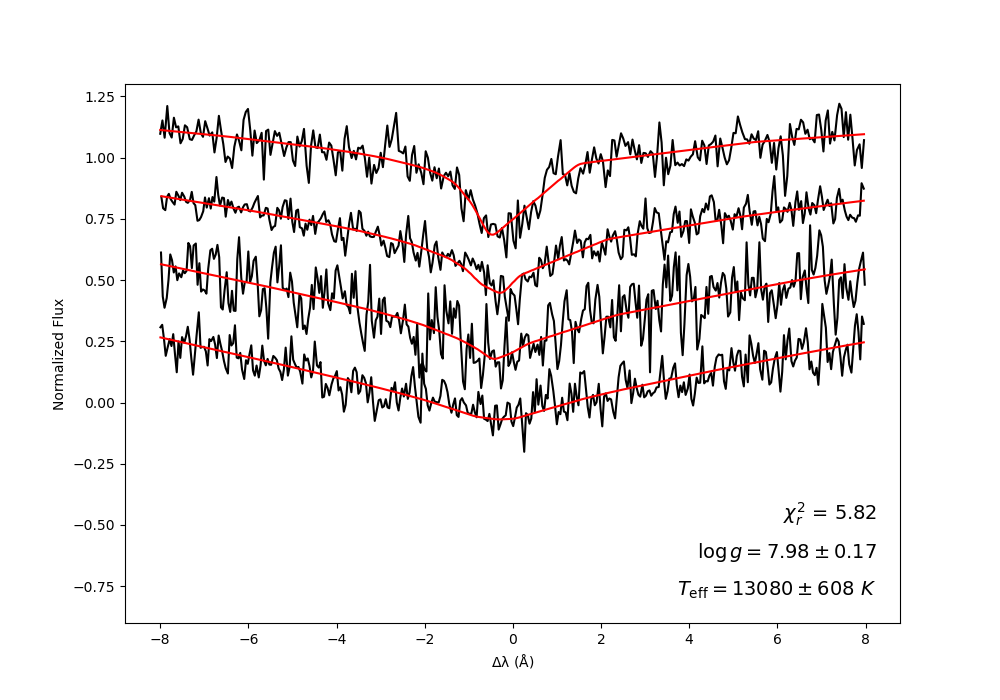 1.25
1.00
0.75
0.50
0.25
0.00
−0.25
−0.50
−0.75
Normalized Flux
χ²ᵣ = 5.82
log g = 7.98 ± 0.17
T_eff = 13080 ± 608 K
−8 −6 −4 −2 0 2 4 6 8
Δλ (Å)